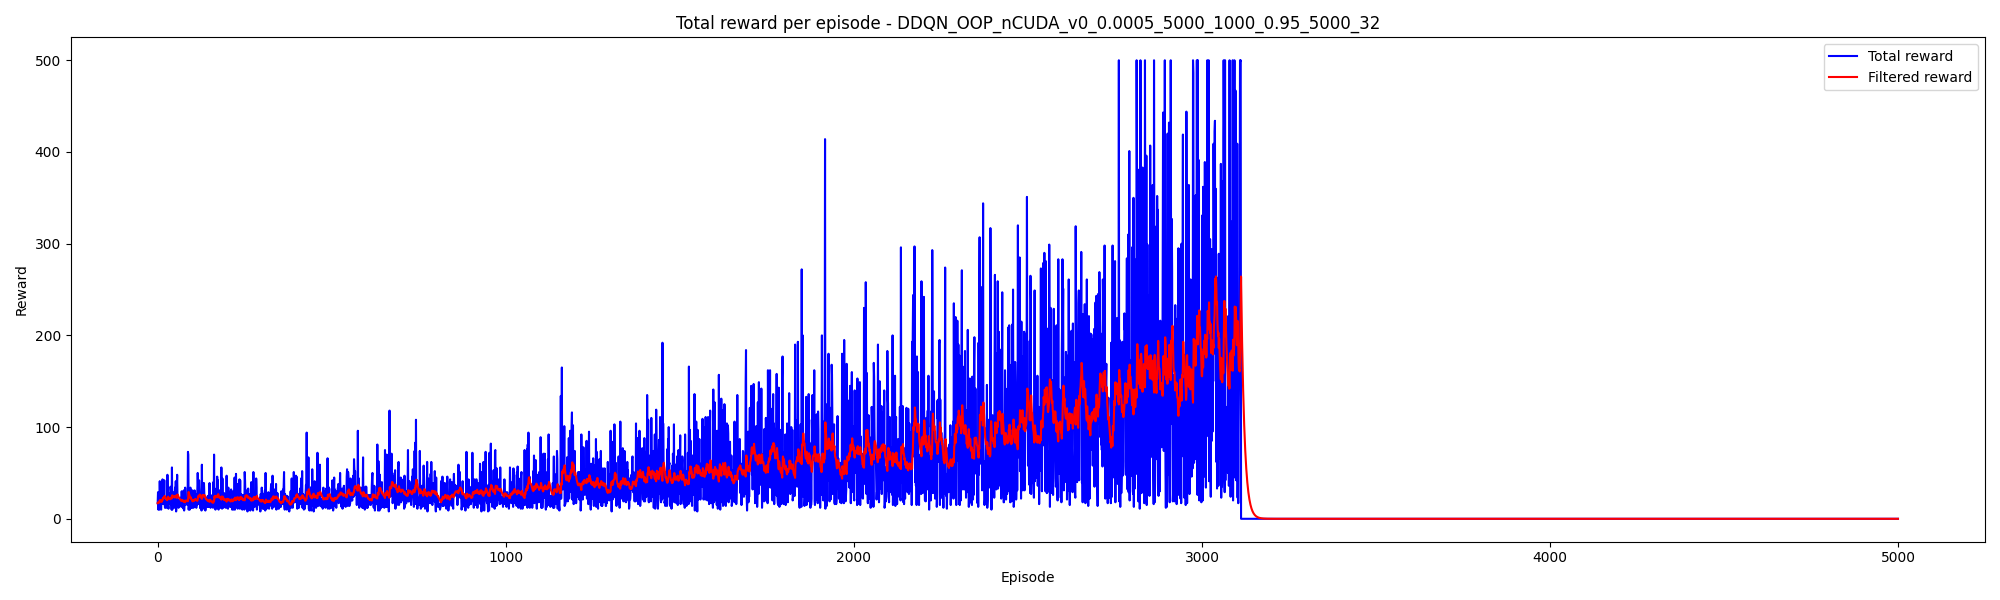 Total reward per episode - DDQN_OOP_nCUDA_v0_0.0005_5000_1000_0.95_5000_32
Total reward
Filtered reward
500
400
300
200
100
0
Reward
0 1000 2000 3000 4000 5000
Episode